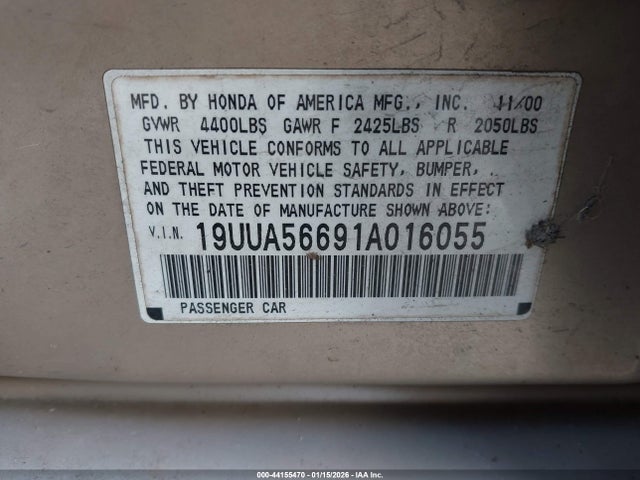 MFD. BY HONDA OF AMERICA MFG., INC. 11/00
GVWR 4400LBS GAWR F 2425LBS R 2050LBS
THIS VEHICLE CONFORMS TO ALL APPLICABLE
FEDERAL MOTOR VEHICLE SAFETY, BUMPER,
AND THEFT PREVENTION STANDARDS IN EFFECT
ON THE DATE OF MANUFACTURE SHOWN ABOVE:
V.I.N. 19UUA56691A016055
PASSENGER CAR
000-44155470 - 01/15/2026 - IAA Inc.